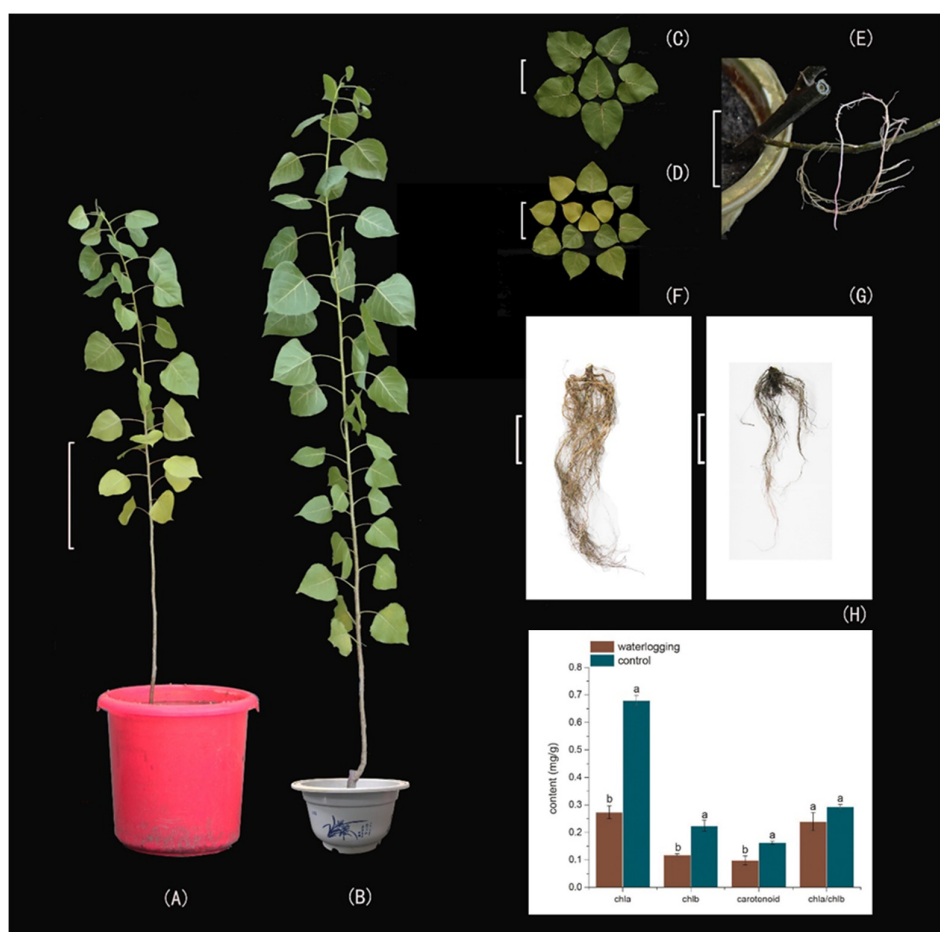 (C)
(E)
(D)
(F)
(G)
(H)
waterlogging
control
0.8
0.7
0.6
0.5
0.4
0.3
0.2
0.1
0.0
content (mg/g)
b
a
b
a
b
a
a
a
chla
chlb
carotonoid
chla/chlb
(A)
(B)